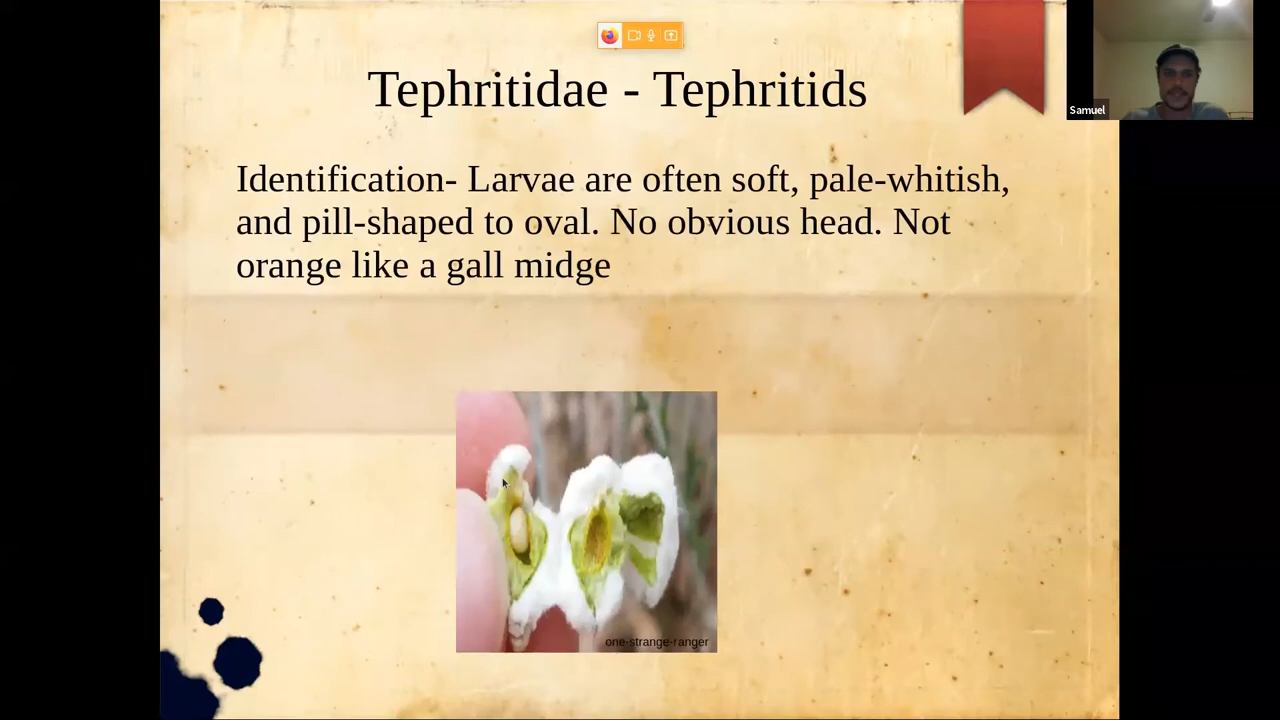 Tephritidae - Tephritids
Samuel
Identification- Larvae are often soft, pale-whitish,
and pill-shaped to oval. No obvious head. Not
orange like a gall midge
one-strange-ranger